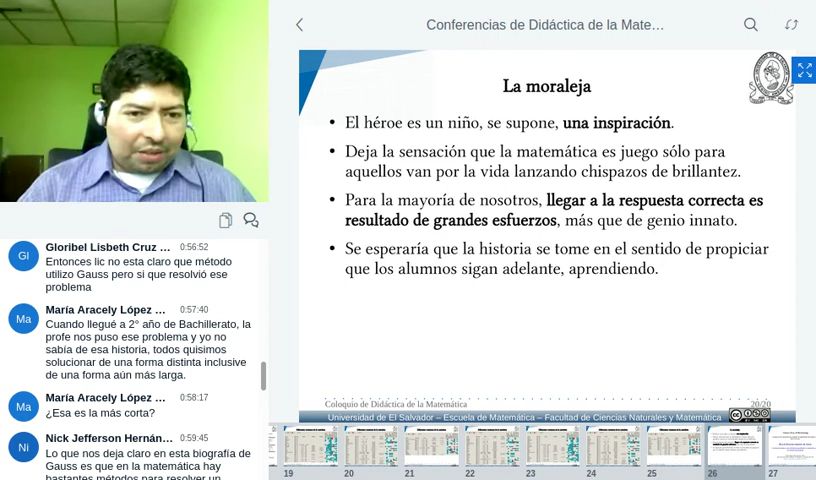 Conferencias de Didáctica de la Mate…
La moraleja
• El héroe es un niño, se supone, una inspiración.
• Deja la sensación que la matemática es juego sólo para
aquellos van por la vida lanzando chispazos de brillantez.
• Para la mayoría de nosotros, llegar a la respuesta correcta es
resultado de grandes esfuerzos, más que de genio innato.
• Se esperaría que la historia se tome en el sentido de propiciar
que los alumnos sigan adelante, aprendiendo.
Coloquio de Didáctica de la Matemática 20/20
Universidad de El Salvador – Escuela de Matemática – Facultad de Ciencias Naturales y Matemática
Gl
Gloribel Lisbeth Cruz ... 0:56:52
Entonces lic no esta claro que método
utilizo Gauss pero si que resolvió ese
problema
Ma
María Aracely López ... 0:57:40
Cuando llegué a 2° año de Bachillerato, la
profe nos puso ese problema y yo no
sabía de esa historia, todos quisimos
solucionar de una forma distinta inclusive
de una forma aún más larga.
Ma
María Aracely López ... 0:58:17
¿Esa es la más corta?
Ni
Nick Jefferson Hernán... 0:59:45
Lo que nos deja claro en esta biografía de
Gauss es que en la matemática hay
bastantes métodos para resolver un
19 20 21 22 23 24 25 26 27